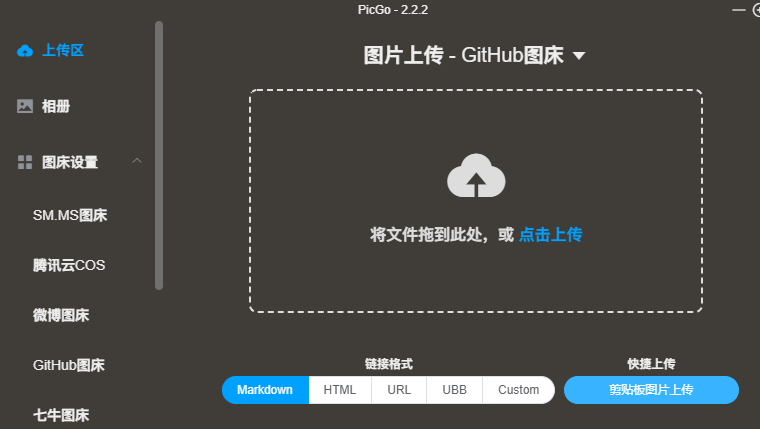 PicGo - 2.2.2
上传区
相册
图床设置
SM.MS图床
腾讯云COS
微博图床
GitHub图床
七牛图床
图片上传 - GitHub图床
将文件拖到此处，或 点击上传
链接格式
Markdown HTML URL UBB Custom
快捷上传
剪贴板图片上传